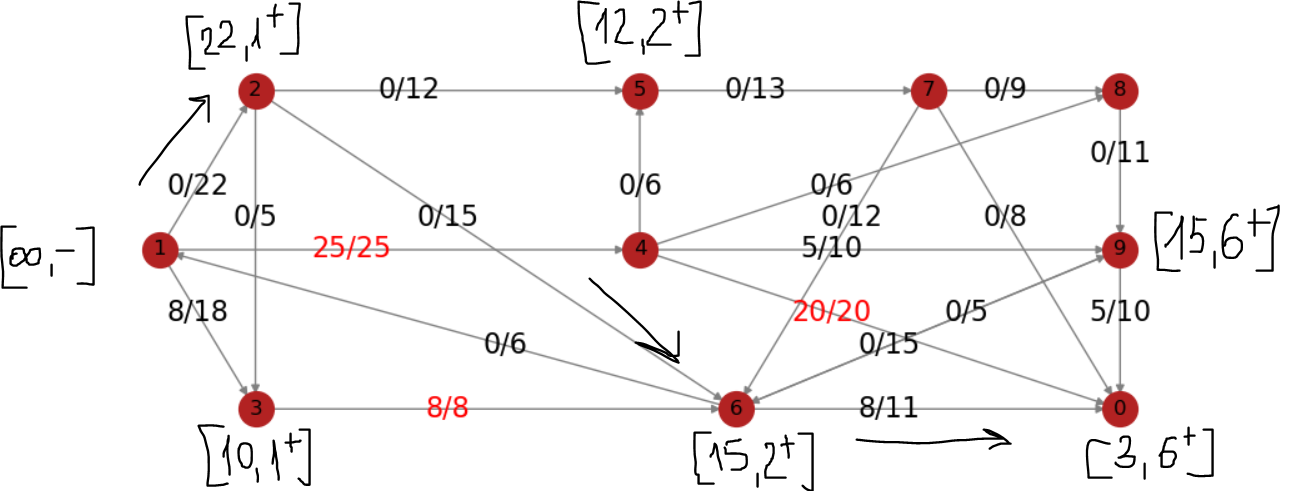 [22,1⁺] [12,2⁺]
2 0/12 5 0/13 7 0/9 8
0/11
0/22 0/6 0/6
0/5 0/15 0/12 0/8
[∞,-] 1 25/25 4 5/10 9 [15,6⁺]
8/18 20/20 0/5 5/10
0/6 0/15
3 8/8 6 8/11 0
[10,1⁺] [15,2⁺] [3,6⁺]